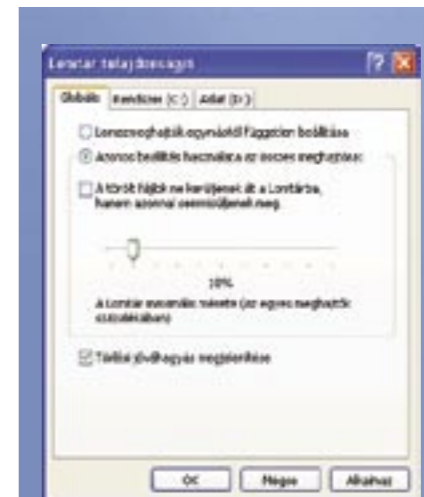 Lomtár tulajdonságai
Globális Rendszer (C:) Adat (D:)
Lemezmeghajtók egymástól független beállítása
Azonos beállítás használata az összes meghajtóhoz:
A törölt fájlok ne kerüljenek át a Lomtárba,
hanem azonnal semmisüljenek meg.
10%
A Lomtár maximális mérete (az egyes meghajtók
százalékában)
Törlési jóváhagyás megjelenítése
OK Mégse Alkalmaz